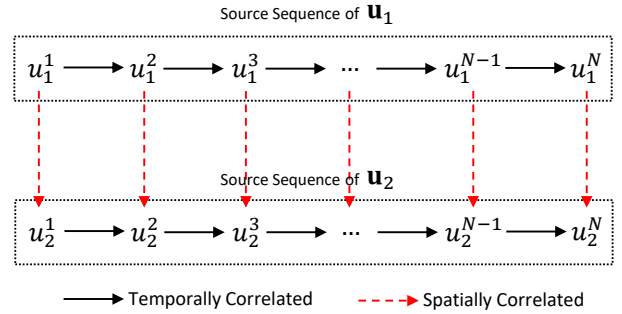 Source Sequence of 𝐮₁
u₁¹ u₁² u₁³ ... u₁ᴺ⁻¹ u₁ᴺ
Source Sequence of 𝐮₂
u₂¹ u₂² u₂³ ... u₂ᴺ⁻¹ u₂ᴺ
Temporally Correlated Spatially Correlated